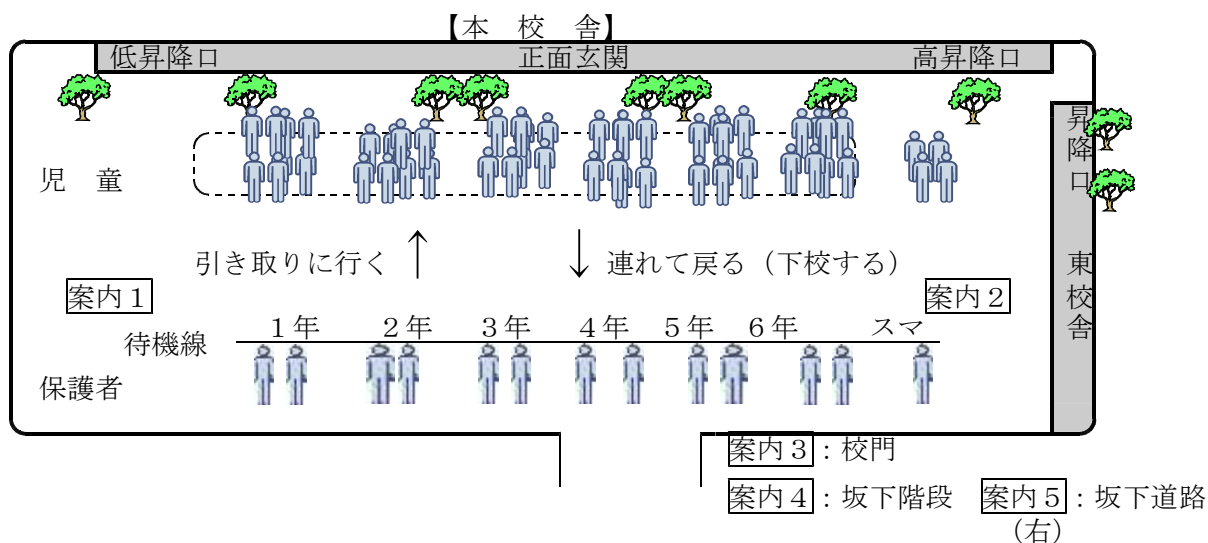 【本 校 舎】
低昇降口 正面玄関 高昇降口
昇降口
児 童
引き取りに行く 連れて戻る（下校する）
東校舎
案内１ 案内２
１年 ２年 ３年 ４年 ５年 ６年 スマ
待機線
保護者
案内３：校門
案内４：坂下階段 案内５：坂下道路
（右）